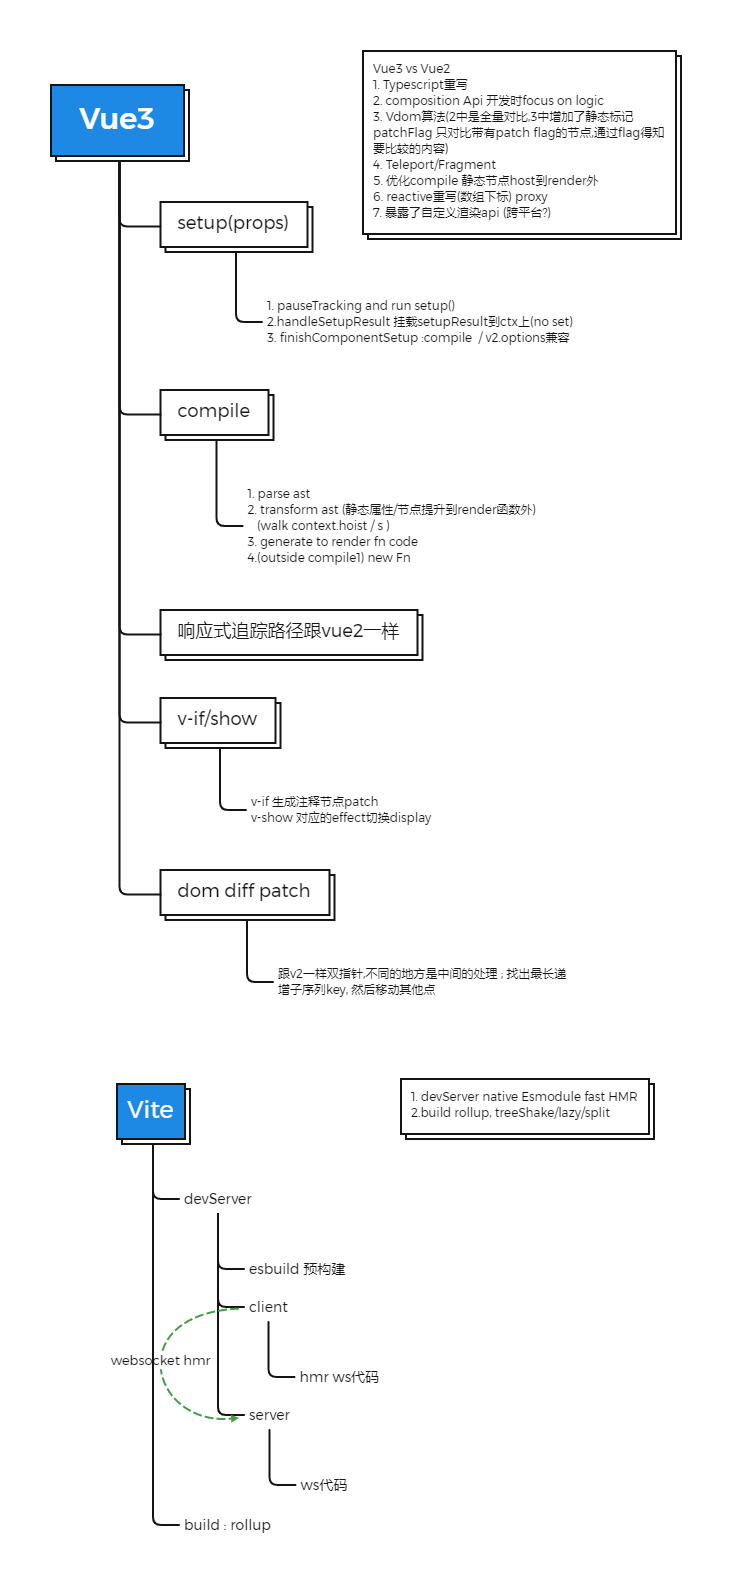 Vue3
Vue3 vs Vue2
1. Typescript重写
2. composition Api 开发时focus on logic
3. Vdom算法(2中是全量对比,3中增加了静态标记
patchFlag 只对比带有patch flag的节点,通过flag得知
要比较的内容)
4. Teleport/Fragment
5. 优化compile 静态节点host到render外
6. reactive重写(数组下标) proxy
7. 暴露了自定义渲染api (跨平台?)
setup(props)
1. pauseTracking and run setup()
2.handleSetupResult 挂载setupResult到ctx上(no set)
3. finishComponentSetup :compile / v2.options兼容
compile
1. parse ast
2. transform ast (静态属性/节点提升到render函数外)
(walk context.hoist / s )
3. generate to render fn code
4.(outside compile1) new Fn
响应式追踪路径跟vue2一样
v-if/show
v-if 生成注释节点patch
v-show 对应的effect切换display
dom diff patch
跟v2一样双指针,不同的地方是中间的处理 ; 找出最长递
增子序列key, 然后移动其他点
Vite
1. devServer native Esmodule fast HMR
2.build rollup, treeShake/lazy/split
devServer
esbuild 预构建
client
websocket hmr
hmr ws代码
server
ws代码
build : rollup